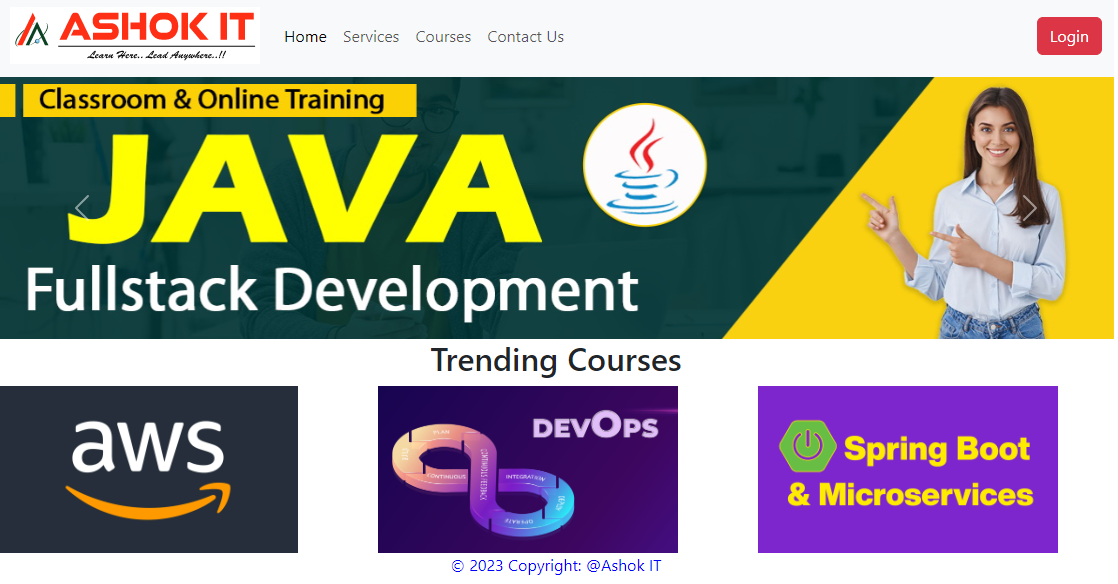 ASHOK IT
Learn Here.. Lead Anywhere..!!
Home Services Courses Contact Us
Login
Classroom & Online Training
JAVA
Fullstack Development
Trending Courses
aws
DEVOPS
PLAN
CONTINUOUS
CONTINUOUS FEEDBACK
INTEGRATION
OPERATE
Spring Boot
& Microservices
© 2023 Copyright: @Ashok IT